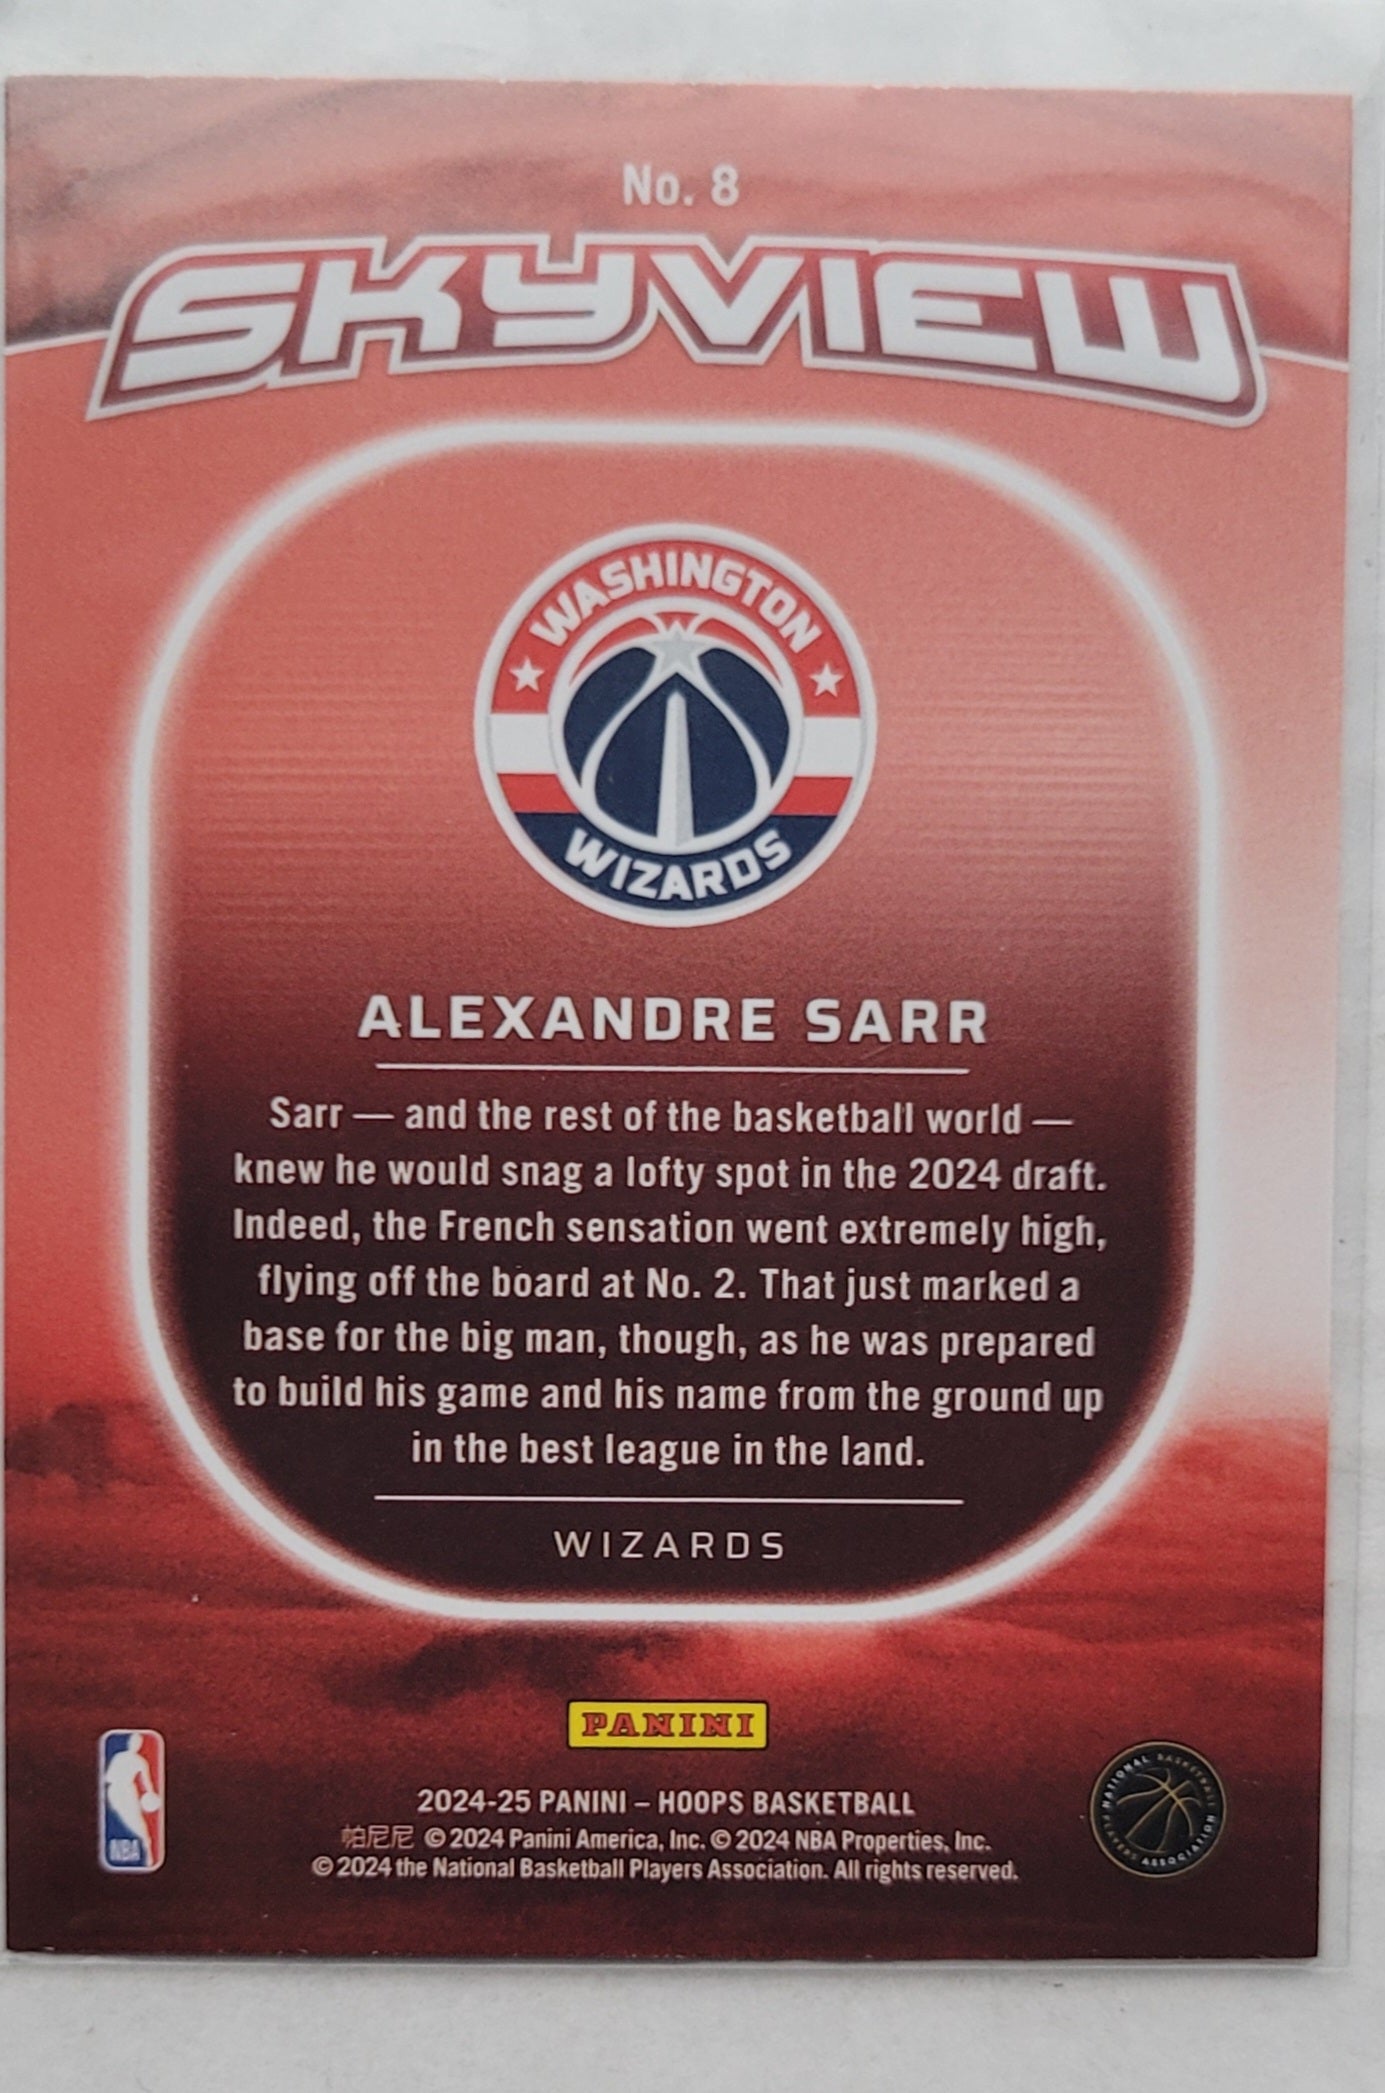 No. 8
SKYVIEW
WASHINGTON
WIZARDS
ALEXANDRE SARR
Sarr — and the rest of the basketball world —
knew he would snag a lofty spot in the 2024 draft.
Indeed, the French sensation went extremely high,
flying off the board at No. 2. That just marked a
base for the big man, though, as he was prepared
to build his game and his name from the ground up
in the best league in the land.
WIZARDS
PANINI
NBA
NATIONAL BASKETBALL
PLAYERS ASSOCIATION
2024-25 PANINI – HOOPS BASKETBALL
帕尼尼 © 2024 Panini America, Inc. © 2024 NBA Properties, Inc.
© 2024 the National Basketball Players Association. All rights reserved.